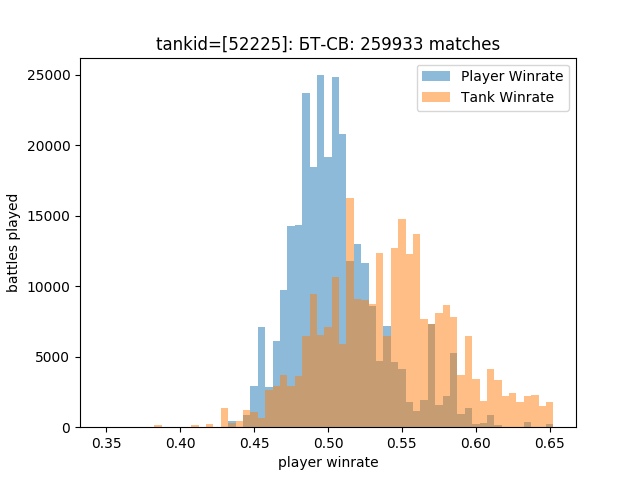 tankid=[52225]: БТ-СВ: 259933 matches
Player Winrate
Tank Winrate
battles played
25000
20000
15000
10000
5000
0
0.35 0.40 0.45 0.50 0.55 0.60 0.65
player winrate